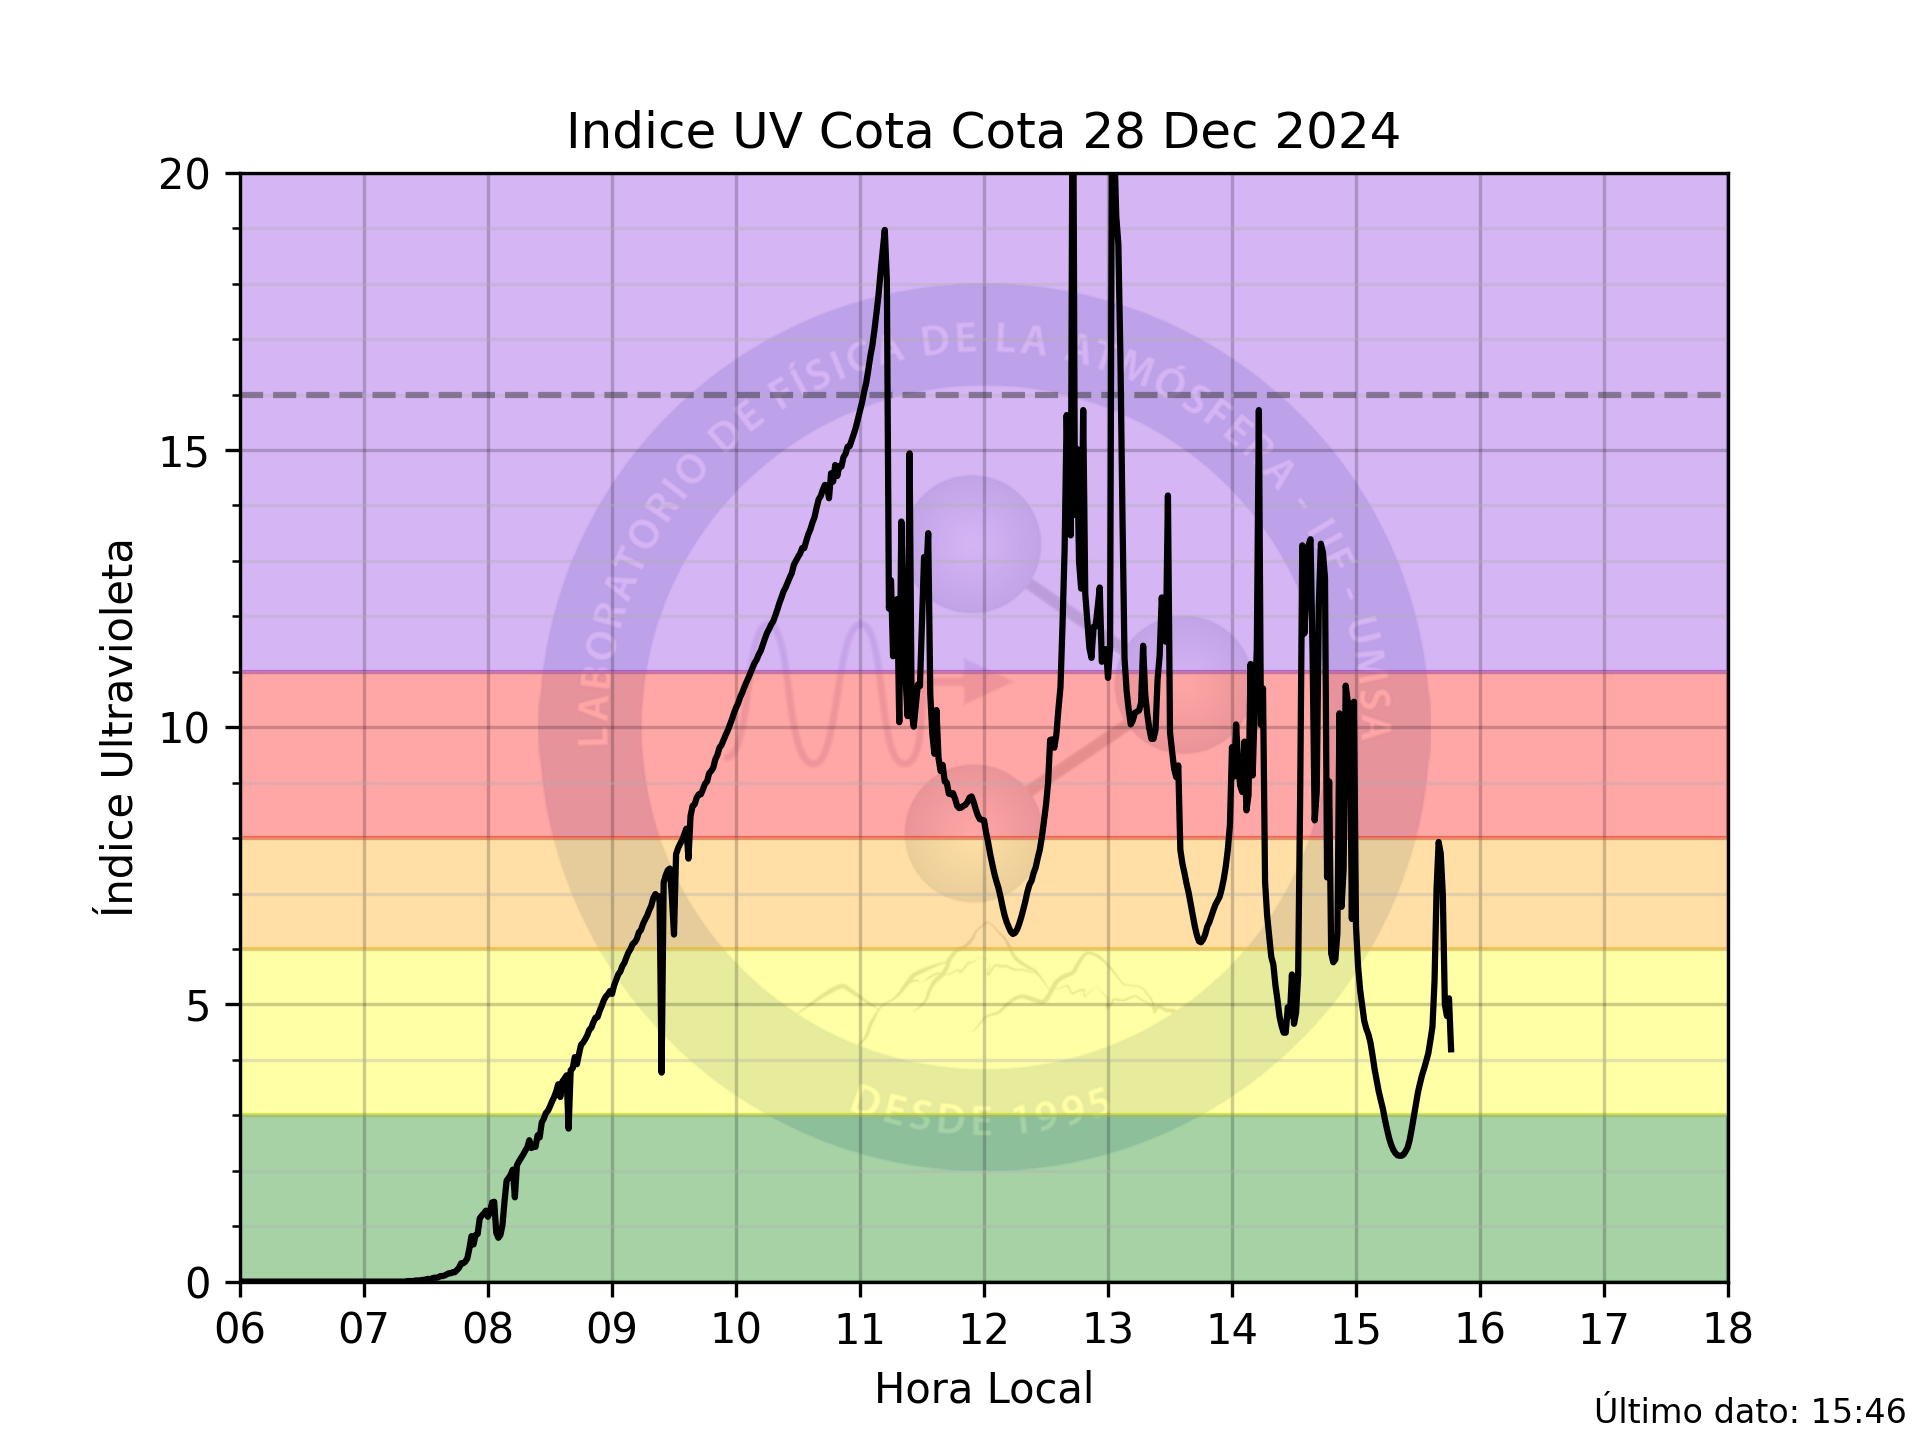 Indice UV Cota Cota 28 Dec 2024
20
15
10
5
0
Índice Ultravioleta
LABORATORIO DE FÍSICA DE LA ATMÓSFERA - IIF - UMSA
DESDE 1995
06 07 08 09 10 11 12 13 14 15 16 17 18
Hora Local
Último dato: 15:46